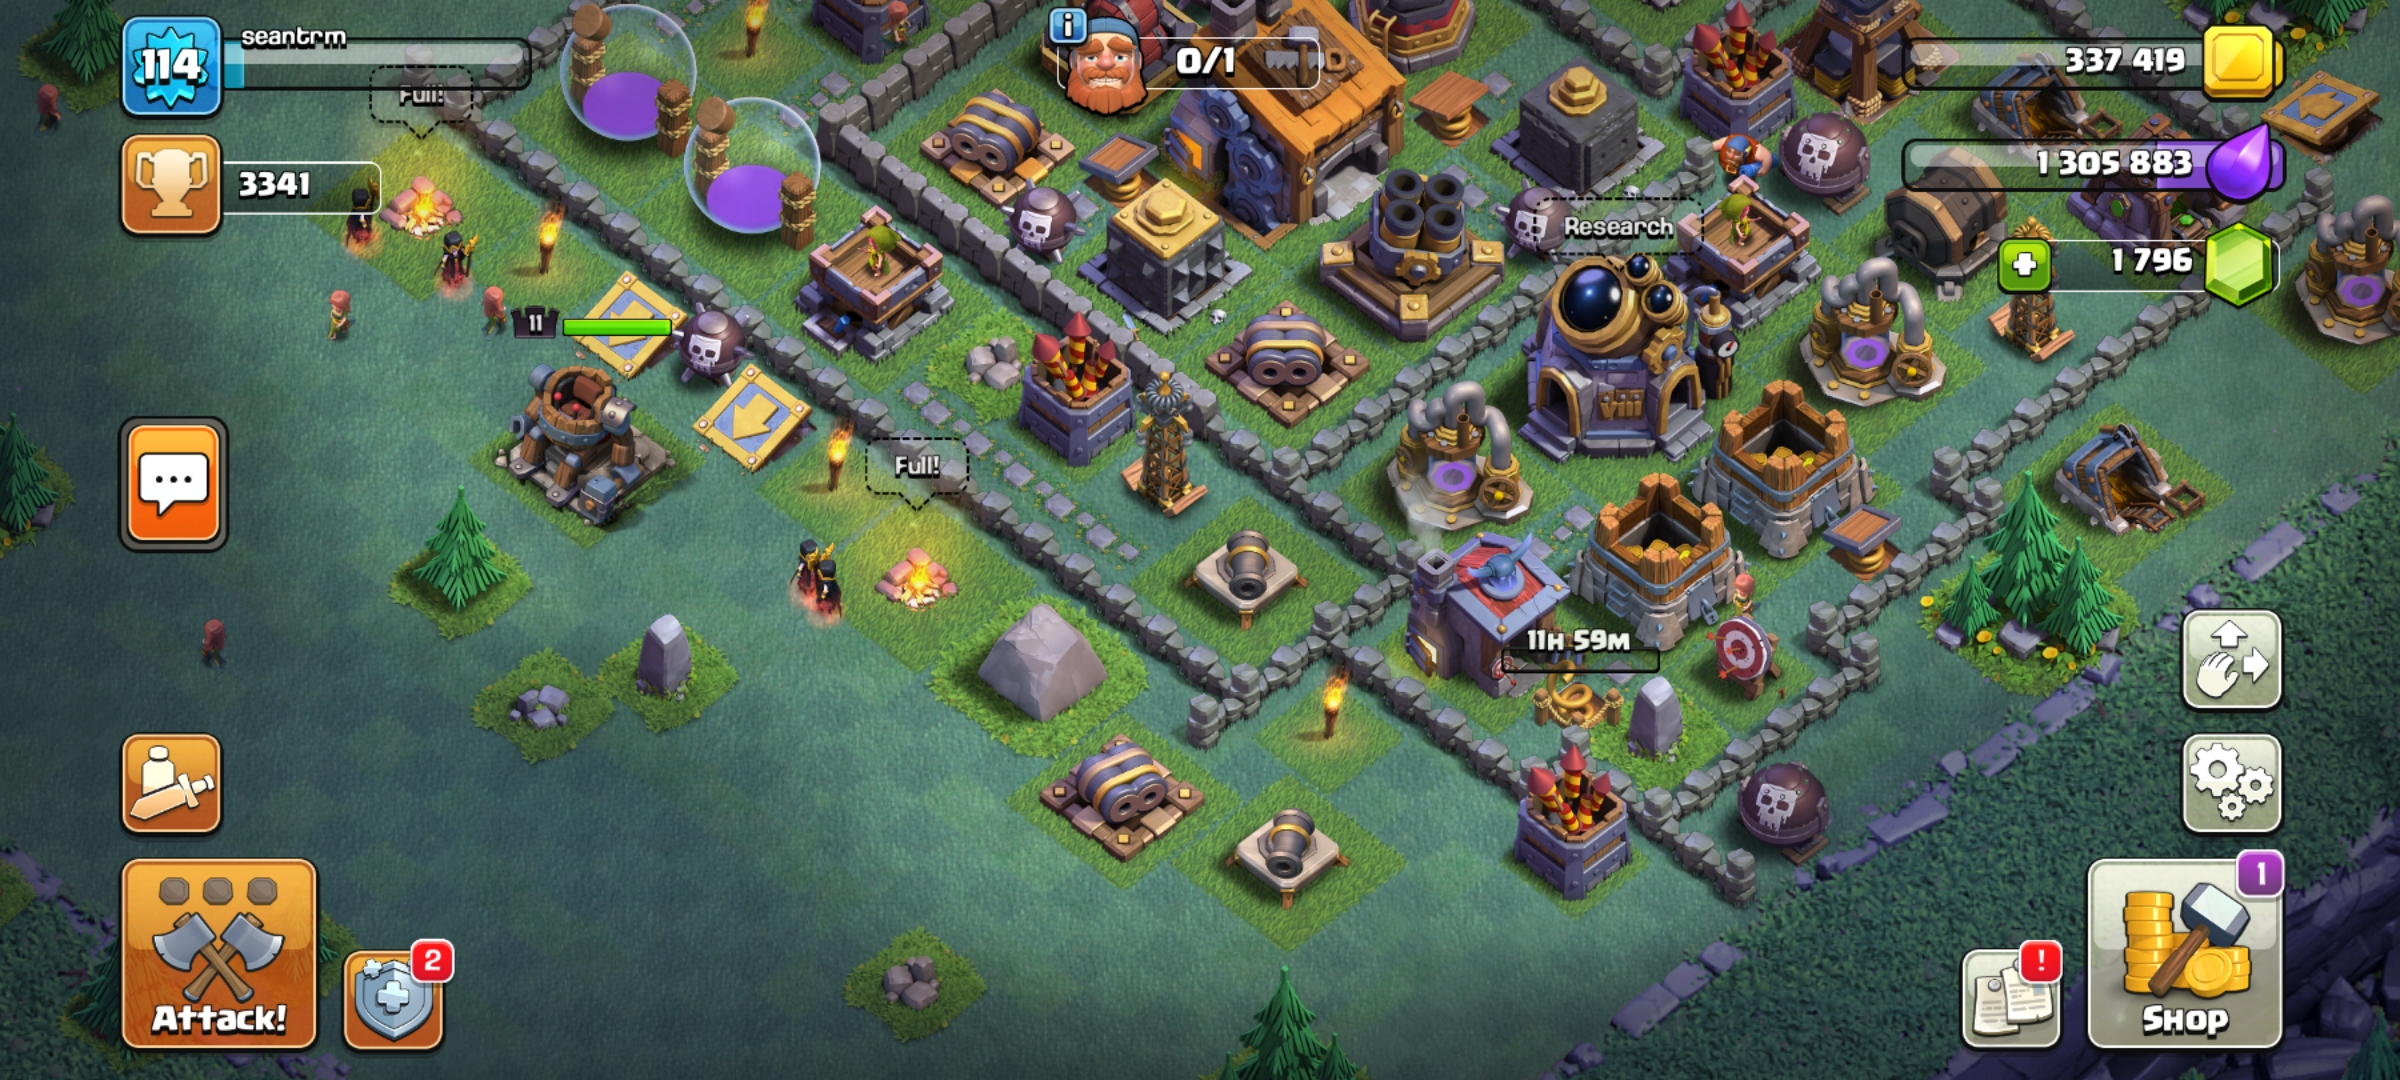 114
seantrm
i
0/1
337 419
Full!
3341
1 305 883
Research
1 796
11
VIII
Full!
11H 59M
1
2
!
Attack!
Shop